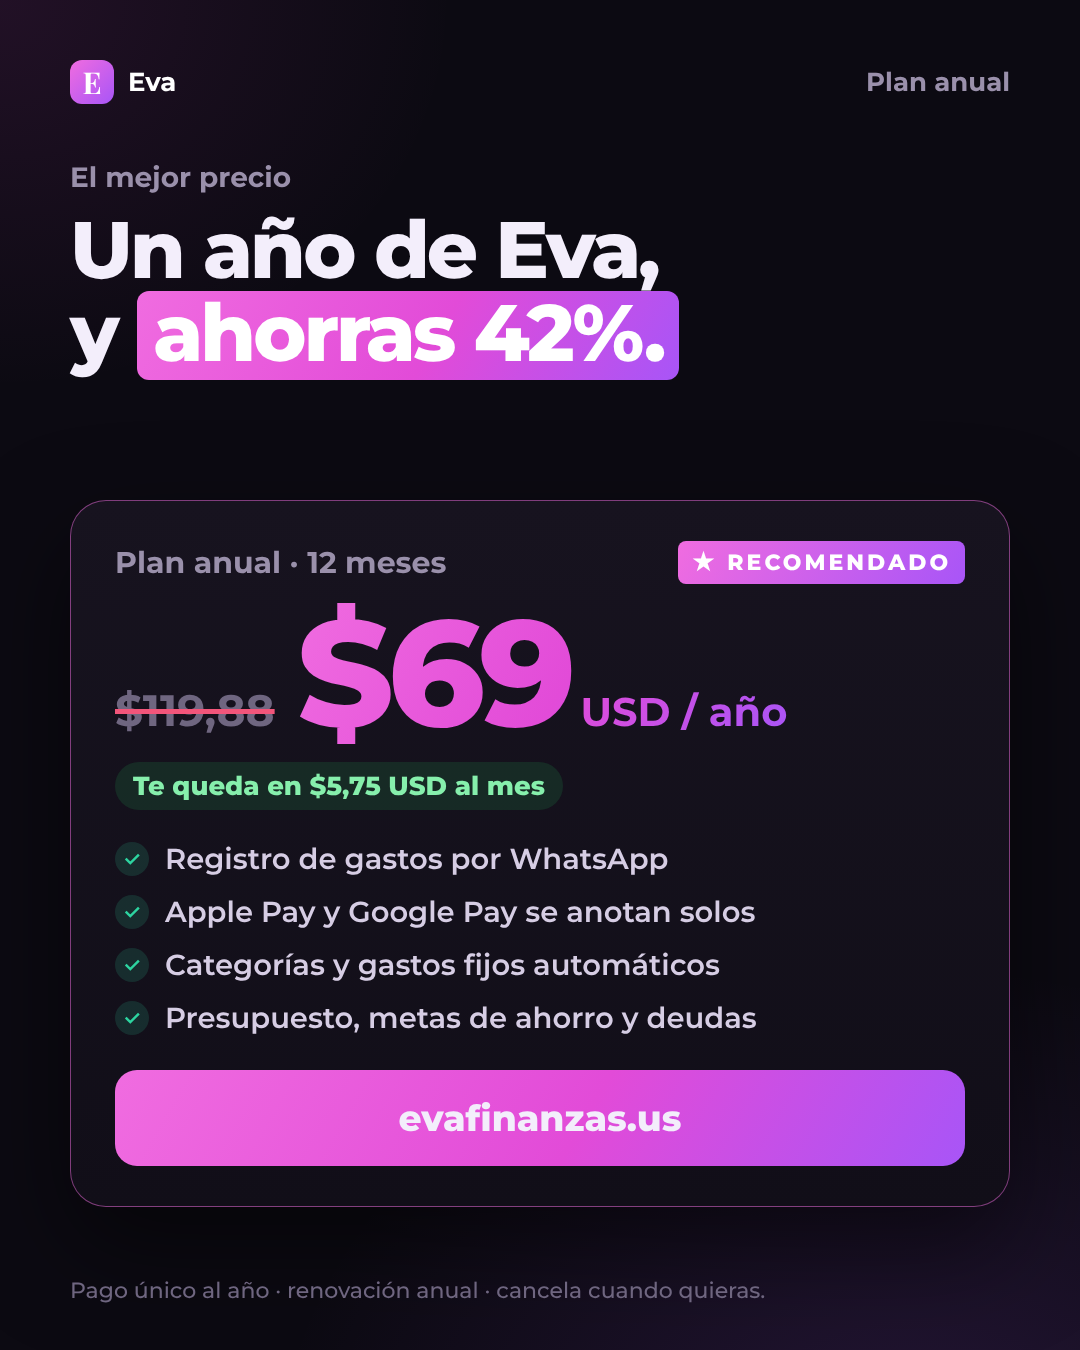 E Eva
Plan anual
El mejor precio
Un año de Eva,
y ahorras 42%.
Plan anual · 12 meses
★ RECOMENDADO
$119,88 $69 USD / año
Te queda en $5,75 USD al mes
Registro de gastos por WhatsApp
Apple Pay y Google Pay se anotan solos
Categorías y gastos fijos automáticos
Presupuesto, metas de ahorro y deudas
evafinanzas.us
Pago único al año · renovación anual · cancela cuando quieras.